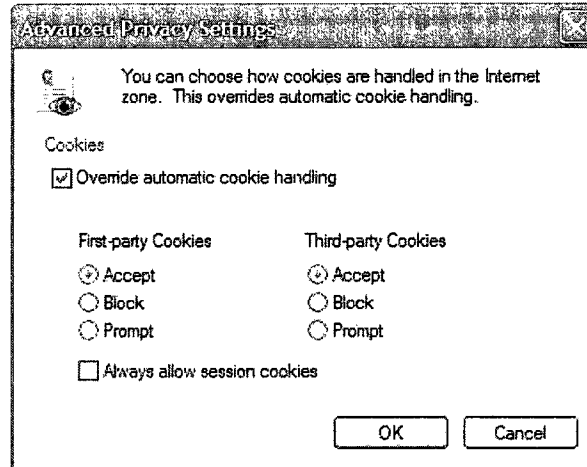 Advanced Privacy Settings
You can choose how cookies are handled in the Internet
zone. This overrides automatic cookie handling.
Cookies
Override automatic cookie handling
First-party Cookies Third-party Cookies
Accept Accept
Block Block
Prompt Prompt
Always allow session cookies
OK Cancel